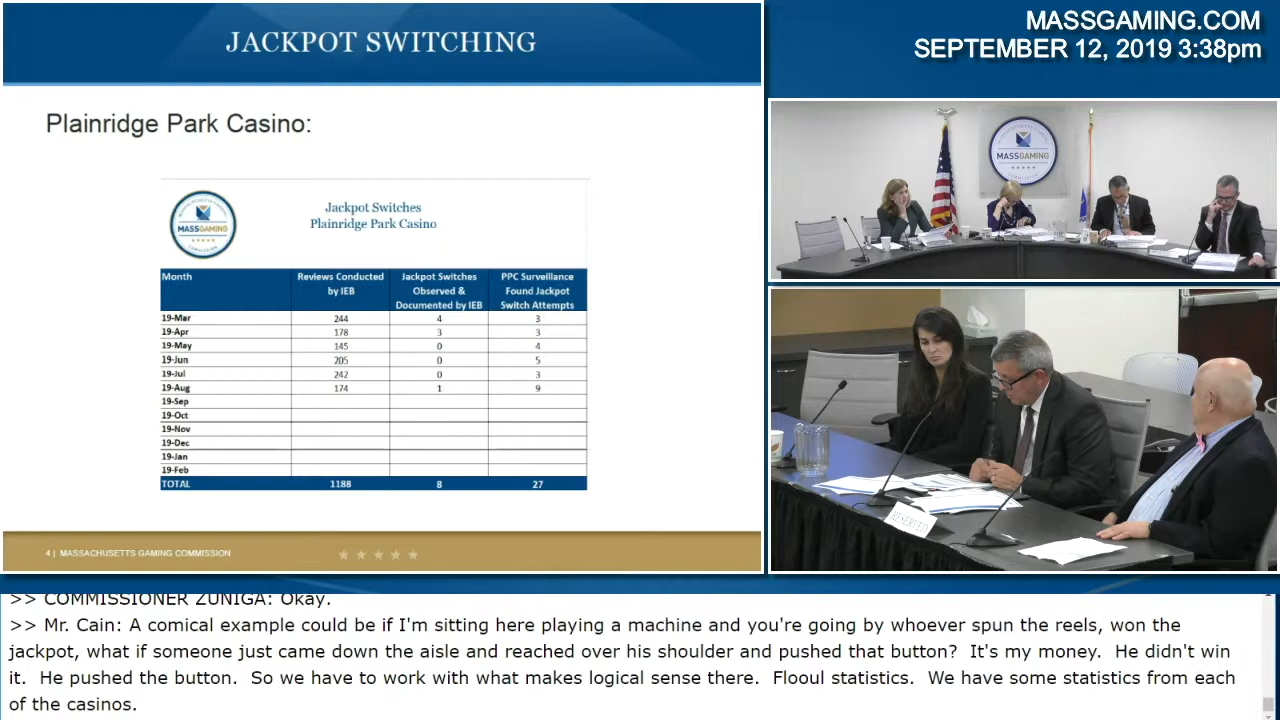 JACKPOT SWITCHING
MASSGAMING.COM
SEPTEMBER 12, 2019 3:38pm
Plainridge Park Casino:
MASSGAMING
Jackpot Switches
Plainridge Park Casino
Month Reviews Conducted by IEB Jackpot Switches Observed & Documented by IEB PPC Surveillance Found Jackpot Switch Attempts
19-Mar 244 4 3
19-Apr 178 3 3
19-May 145 0 4
19-Jun 205 0 5
19-Jul 242 0 3
19-Aug 174 1 9
19-Sep
19-Oct
19-Nov
19-Dec
19-Jan
19-Feb
TOTAL 1188 8 27
4 | MASSACHUSETTS GAMING COMMISSION
MASSGAMING
RESERVED
>> COMMISSIONER ZUNIGA: Okay.
>> Mr. Cain: A comical example could be if I'm sitting here playing a machine and you're going by whoever spun the reels, won the
jackpot, what if someone just came down the aisle and reached over his shoulder and pushed that button?  It's my money.  He didn't win
it.  He pushed the button.  So we have to work with what makes logical sense there.  Flooul statistics.  We have some statistics from each
of the casinos.